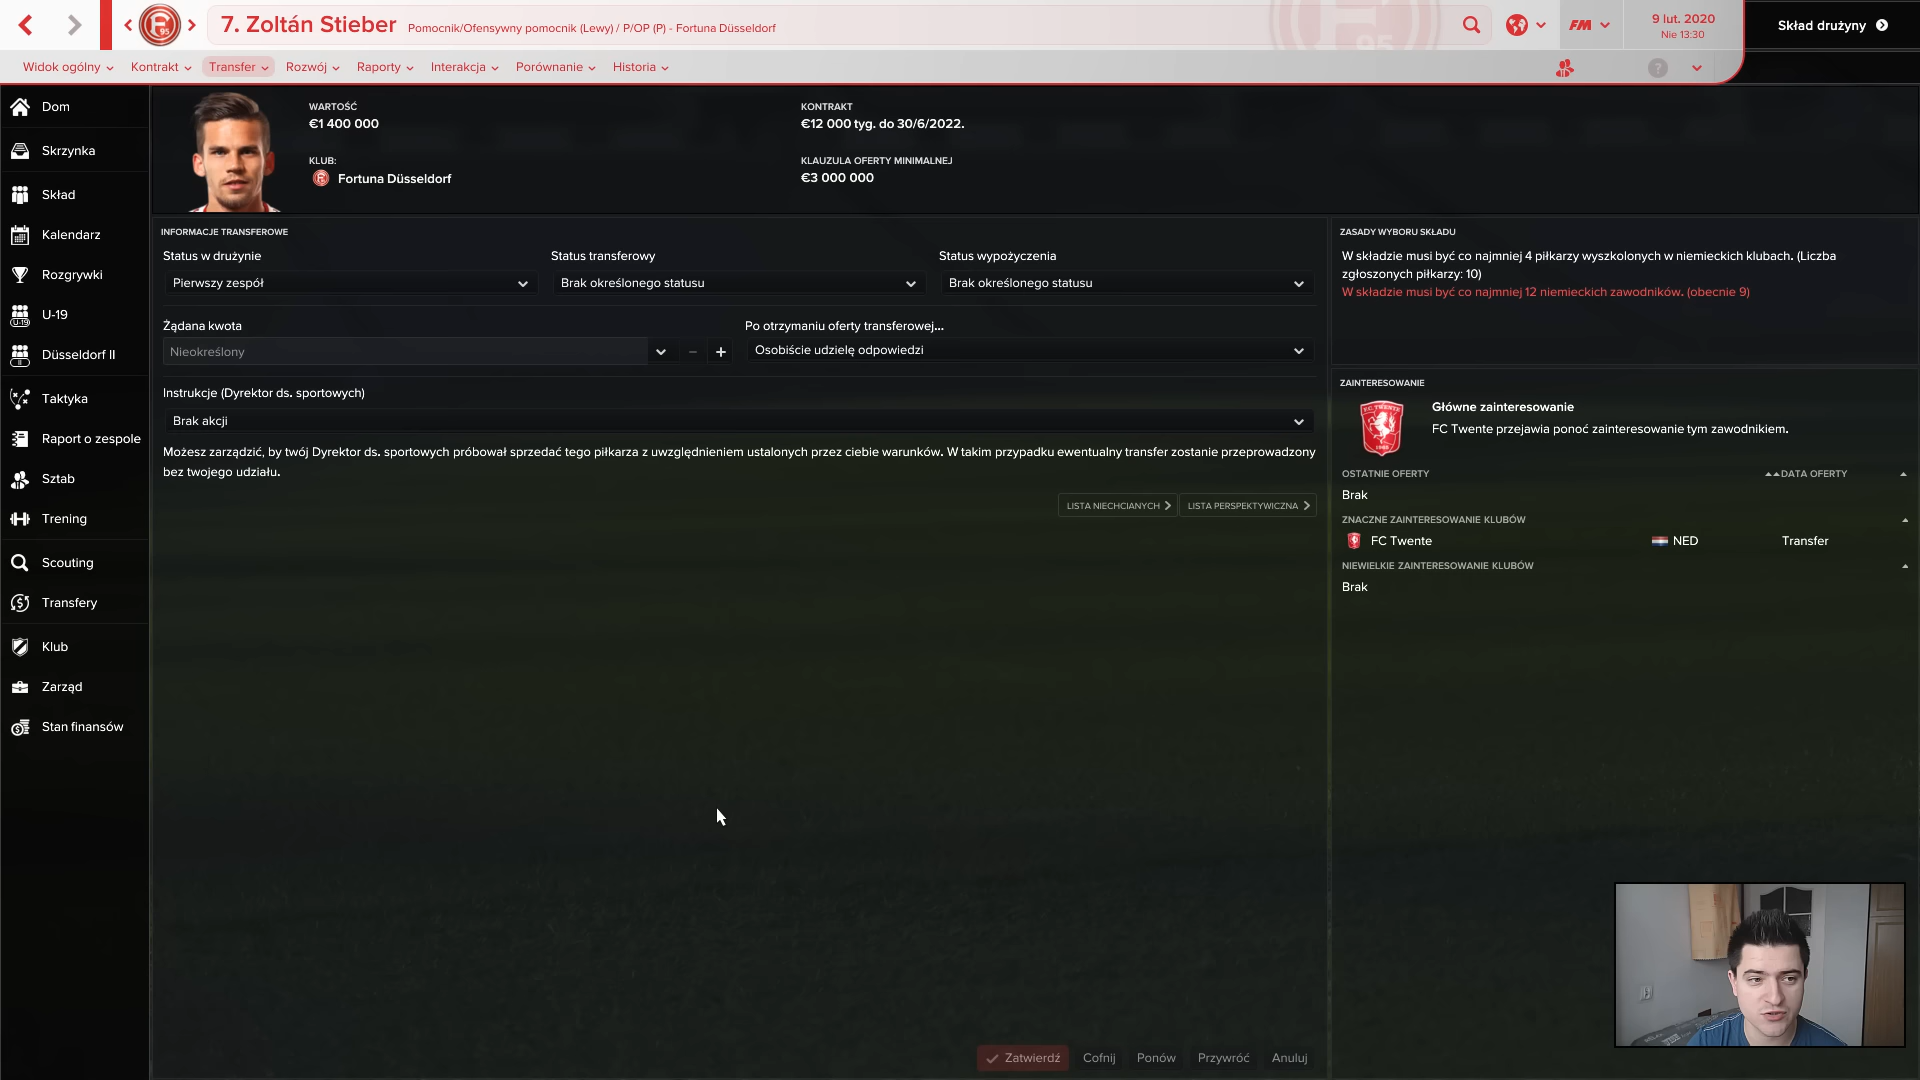 7. Zoltán Stieber
Pomocnik/Ofensywny pomocnik (Lewy) / P/OP (P) - Fortuna Düsseldorf
FM
9 lut. 2020
Nie 13:30
Skład drużyny
Widok ogólny
Kontrakt
Transfer
Rozwój
Raporty
Interakcja
Porównanie
Historia
Dom
Skrzynka
Skład
Kalendarz
Rozgrywki
U-19
Düsseldorf II
Taktyka
Raport o zespole
Sztab
Trening
Scouting
Transfery
Klub
Zarząd
Stan finansów
WARTOŚĆ
€1 400 000
KLUB:
Fortuna Düsseldorf
KONTRAKT
€12 000 tyg. do 30/6/2022.
KLAUZULA OFERTY MINIMALNEJ
€3 000 000
INFORMACJE TRANSFEROWE
Status w drużynie
Status transferowy
Status wypożyczenia
Pierwszy zespół
Brak określonego statusu
Brak określonego statusu
Żądana kwota
Po otrzymaniu oferty transferowej...
Nieokreślony
Osobiście udzielę odpowiedzi
Instrukcje (Dyrektor ds. sportowych)
Brak akcji
Możesz zarządzić, by twój Dyrektor ds. sportowych próbował sprzedać tego piłkarza z uwzględnieniem ustalonych przez ciebie warunków. W takim przypadku ewentualny transfer zostanie przeprowadzony
bez twojego udziału.
LISTA NIECHCIANYCH
LISTA PERSPEKTYWICZNA
ZASADY WYBORU SKŁADU
W składzie musi być co najmniej 4 piłkarzy wyszkolonych w niemieckich klubach. (Liczba
zgłoszonych piłkarzy: 10)
W składzie musi być co najmniej 12 niemieckich zawodników. (obecnie 9)
ZAINTERESOWANIE
Główne zainteresowanie
FC Twente przejawia ponoć zainteresowanie tym zawodnikiem.
OSTATNIE OFERTY
DATA OFERTY
Brak
ZNACZNE ZAINTERESOWANIE KLUBÓW
FC Twente
NED
Transfer
NIEWIELKIE ZAINTERESOWANIE KLUBÓW
Brak
Zatwierdź
Cofnij
Ponów
Przywróć
Anuluj